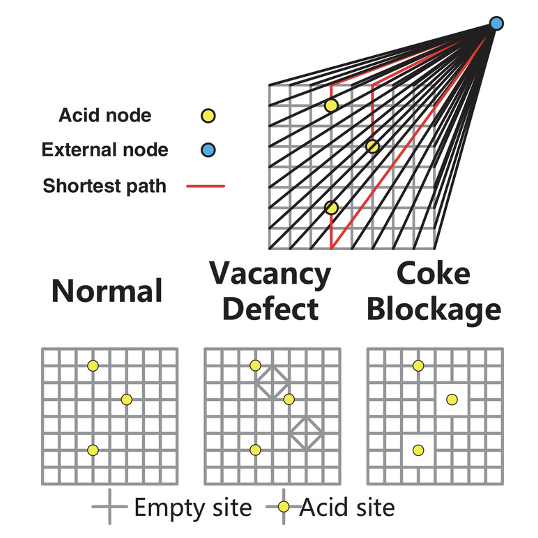 Acid node
External node
Shortest path
Normal
Vacancy
Defect
Coke
Blockage
Empty site
Acid site